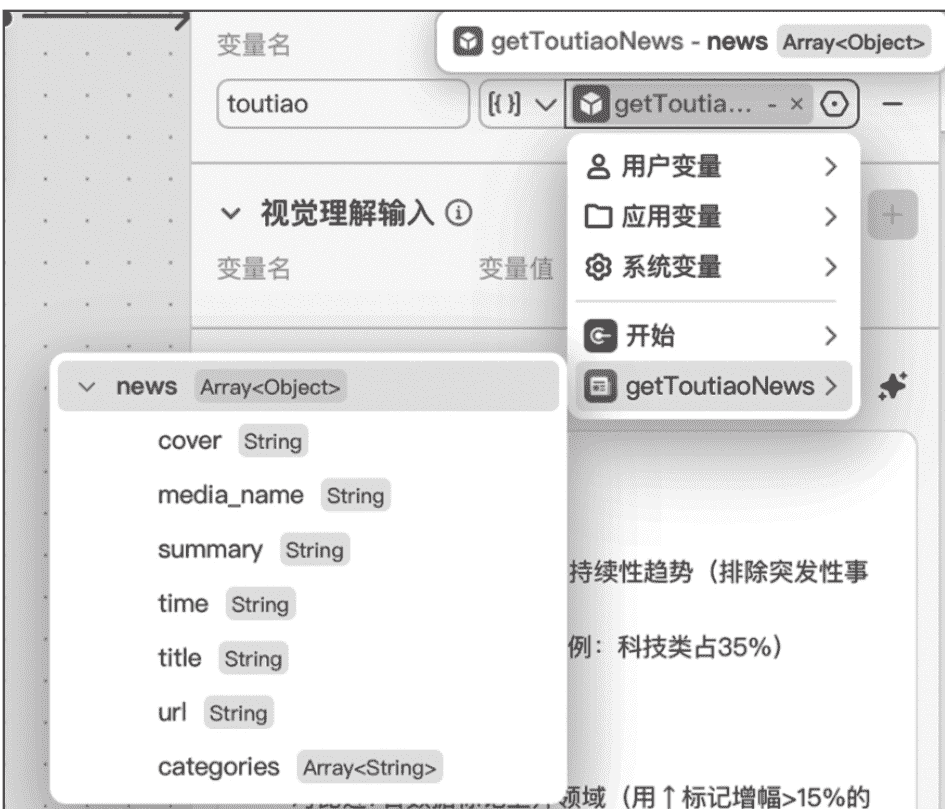 变量名
getToutiaoNews - news Array<Object>
toutiao
[{ }]
getToutia... -
用户变量
视觉理解输入
应用变量
变量名
变量值
系统变量
开始
getToutiaoNews
news Array<Object>
cover String
media_name String
summary String
time String
title String
url String
categories Array<String>
持续性趋势（排除突发性事
例：科技类占35%）
领域（用↑标记增幅>15%的